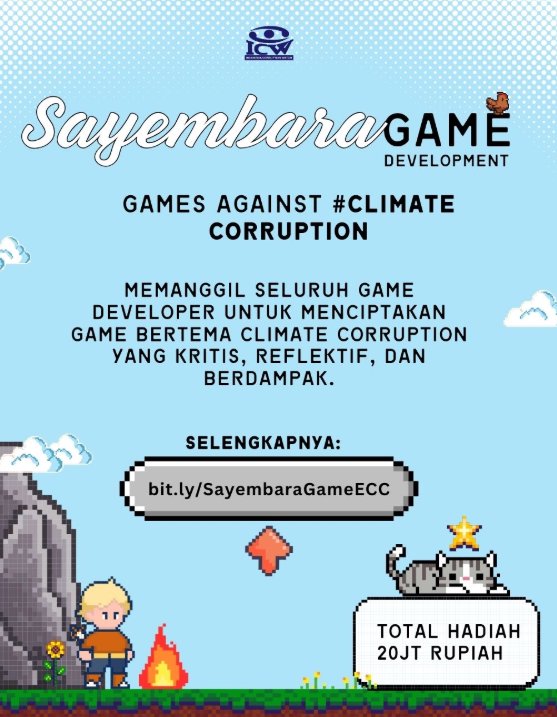 ICW
Sayembara GAME
DEVELOPMENT
GAMES AGAINST #CLIMATE
CORRUPTION
MEMANGGIL SELURUH GAME
DEVELOPER UNTUK MENCIPTAKAN
GAME BERTEMA CLIMATE CORRUPTION
YANG KRITIS, REFLEKTIF, DAN
BERDAMPAK.
SELENGKAPNYA:
bit.ly/SayembaraGameECC
TOTAL HADIAH
20JT RUPIAH